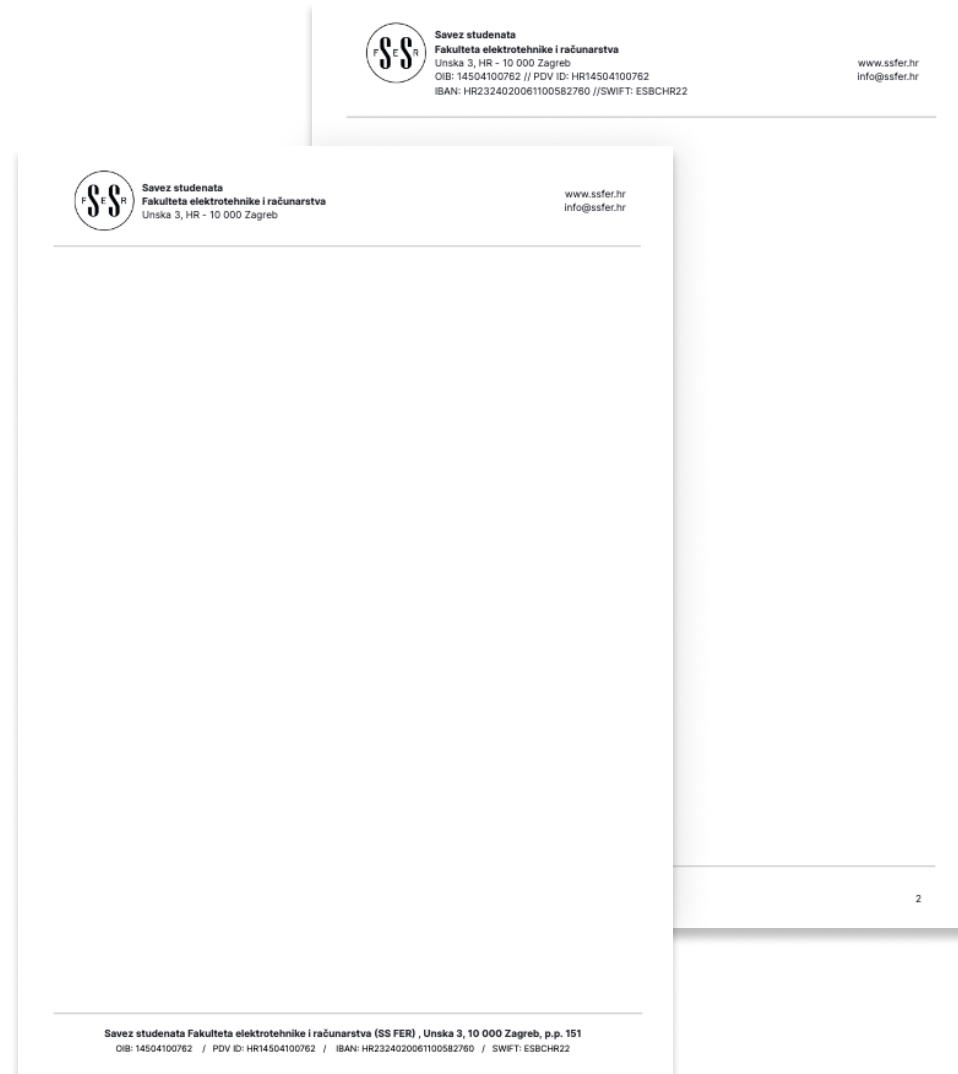 F S E S R
Savez studenata
Fakulteta elektrotehnike i računarstva
Unska 3, HR - 10 000 Zagreb
OIB: 14504100762 // PDV ID: HR14504100762
IBAN: HR2324020061100582760 //SWIFT: ESBCHR22
www.ssfer.hr
info@ssfer.hr
F S E S R
Savez studenata
Fakulteta elektrotehnike i računarstva
Unska 3, HR - 10 000 Zagreb
www.ssfer.hr
info@ssfer.hr
2
Savez studenata Fakulteta elektrotehnike i računarstva (SS FER) , Unska 3, 10 000 Zagreb, p.p. 151
OIB: 14504100762 / PDV ID: HR14504100762 / IBAN: HR2324020061100582760 / SWIFT: ESBCHR22